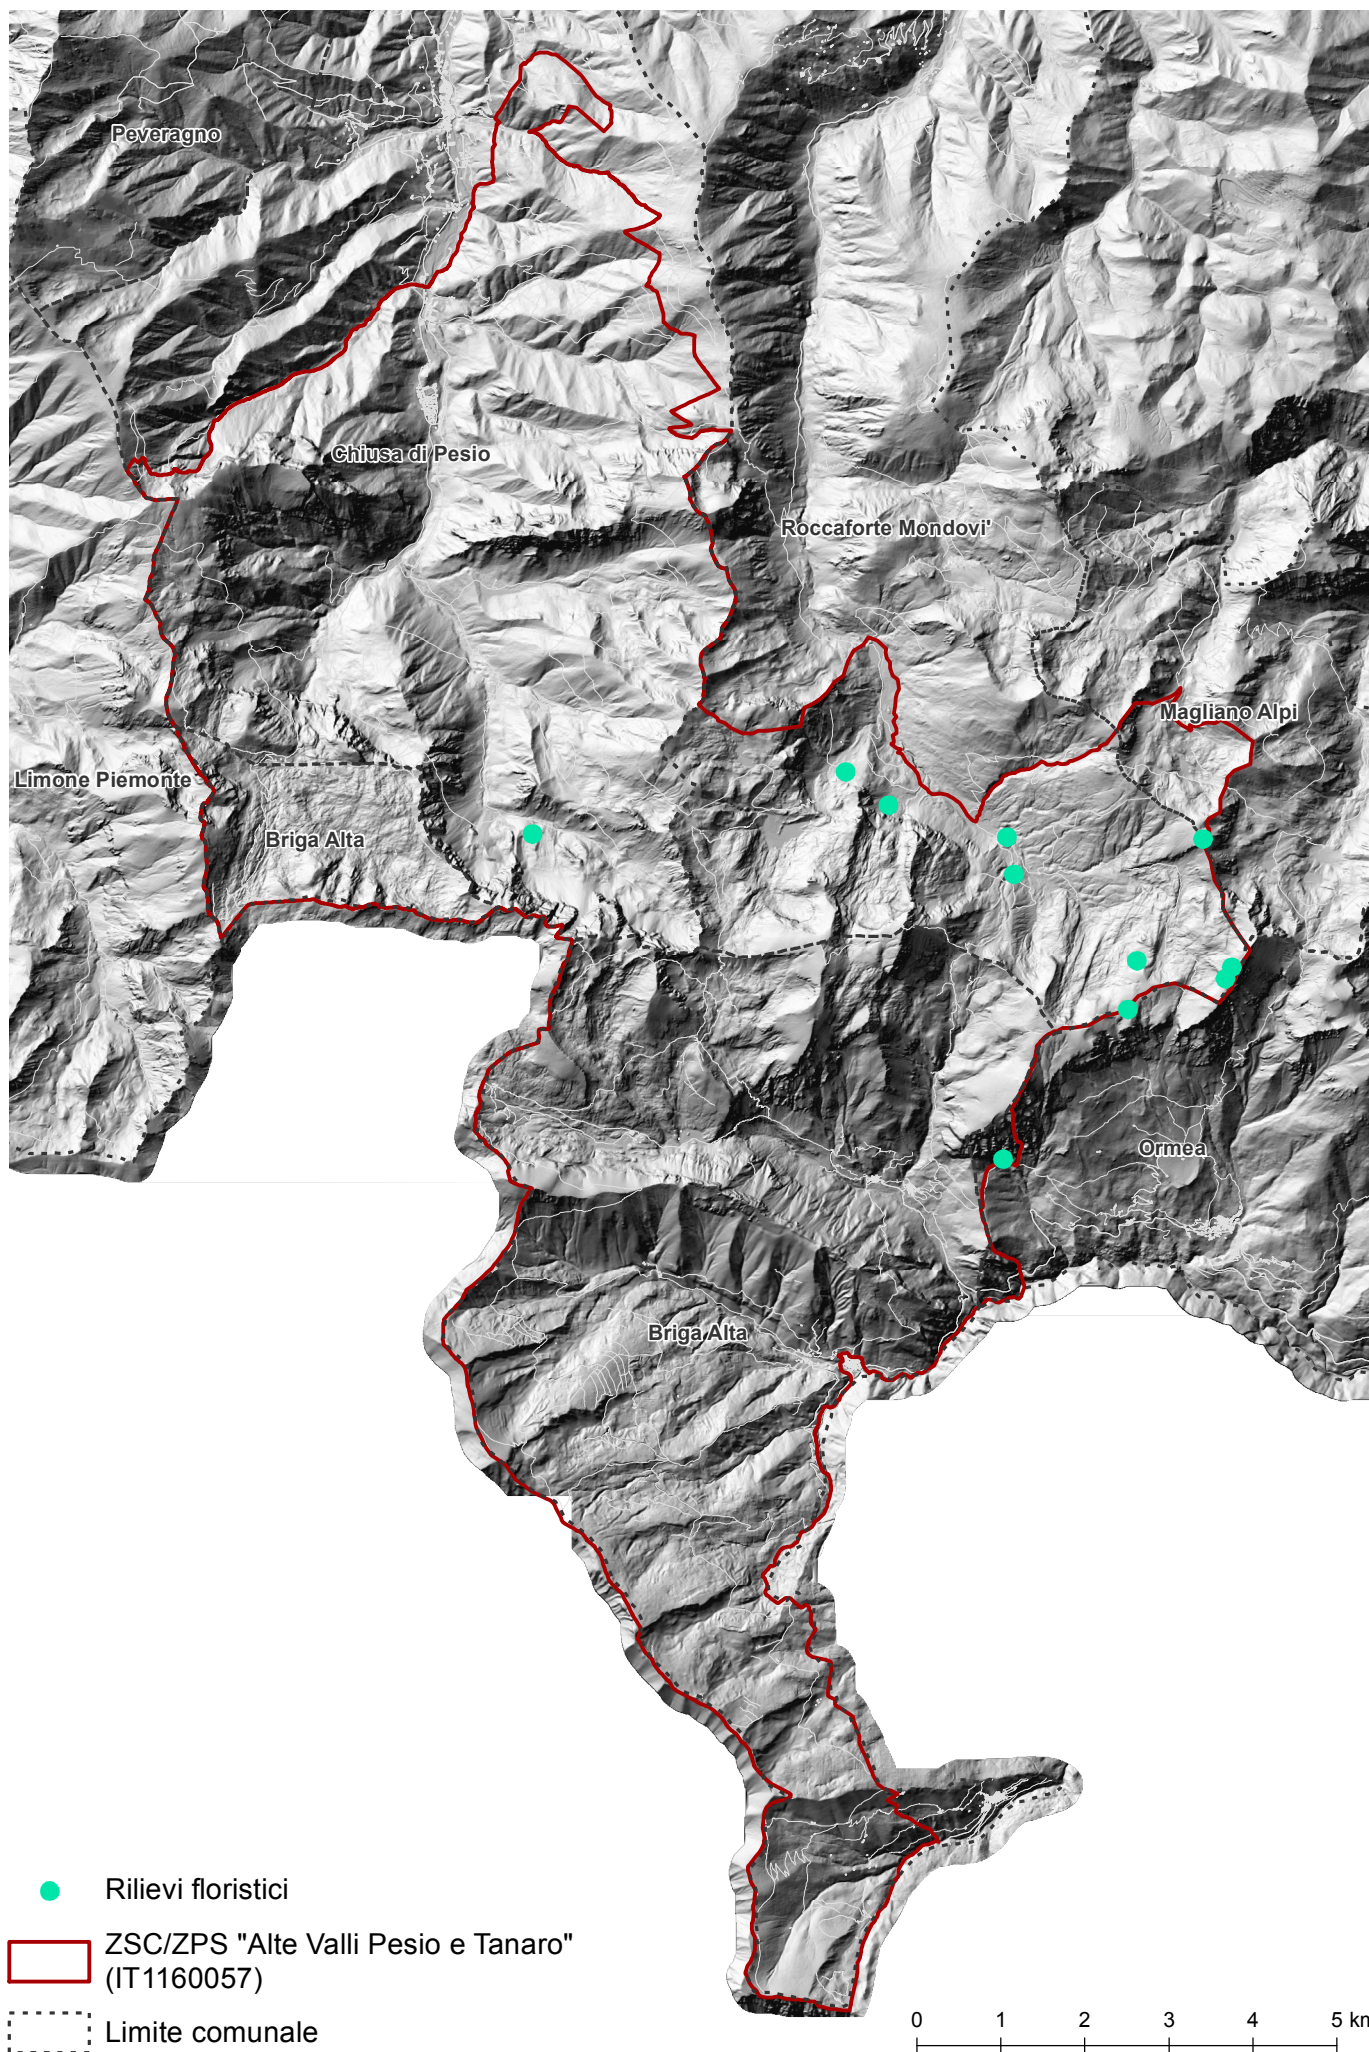 Peveragno
Chiusa di Pesio
Roccaforte Mondovi'
Magliano Alpi
Limone Piemonte
Briga Alta
Ormea
Briga Alta
Rilievi floristici
ZSC/ZPS "Alte Valli Pesio e Tanaro"
(IT1160057)
Limite comunale
0 1 2 3 4 5 km